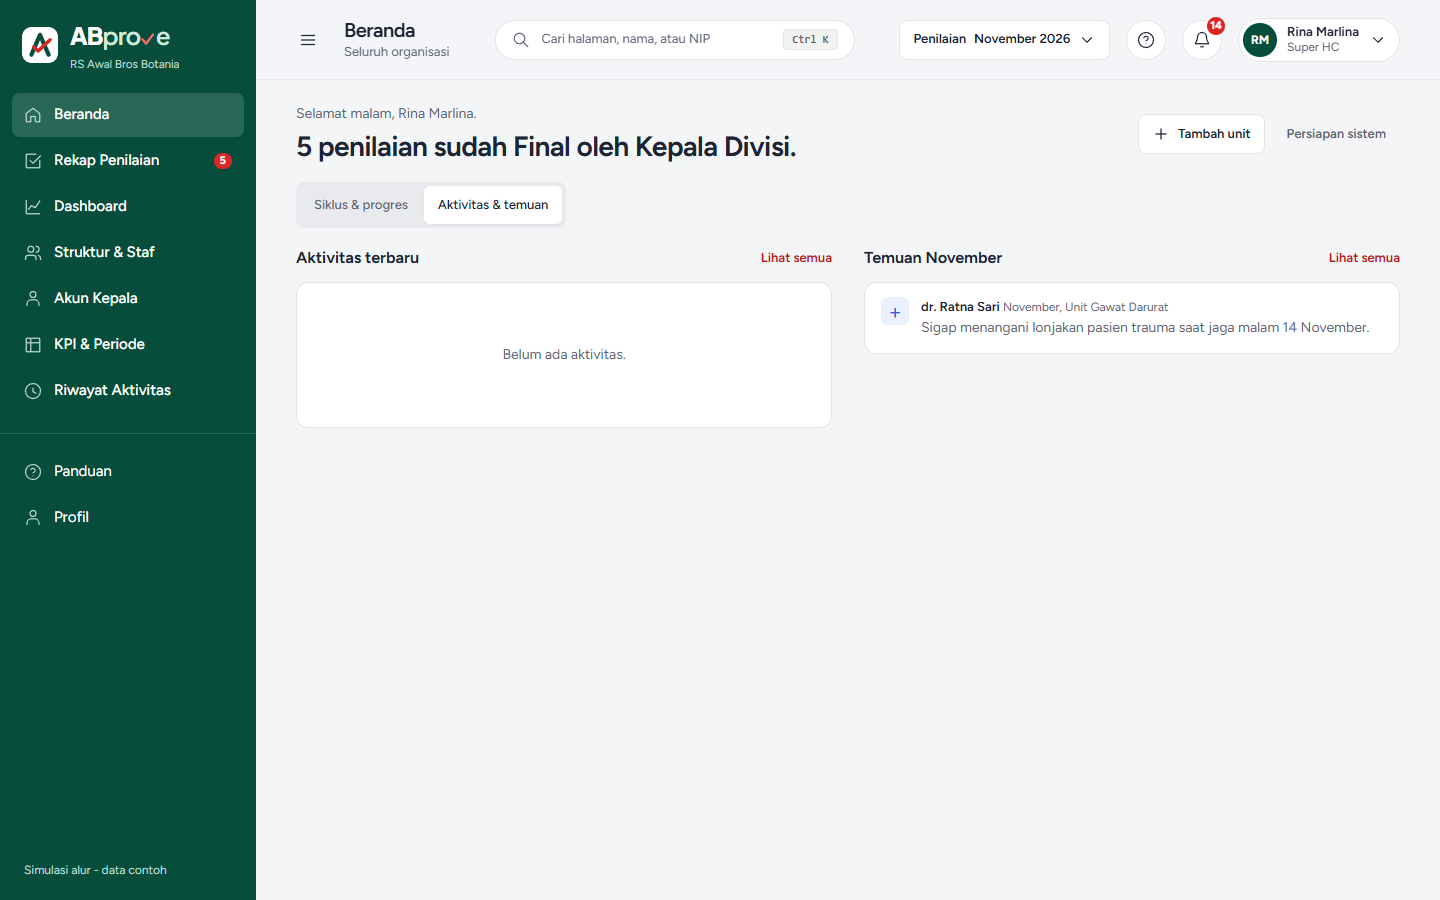 ABprove
RS Awal Bros Botania
Beranda
Rekap Penilaian 5
Dashboard
Struktur & Staf
Akun Kepala
KPI & Periode
Riwayat Aktivitas
Panduan
Profil
Simulasi alur - data contoh
Beranda
Seluruh organisasi
Cari halaman, nama, atau NIP Ctrl K
Penilaian November 2026
14
RM
Rina Marlina
Super HC
Selamat malam, Rina Marlina.
5 penilaian sudah Final oleh Kepala Divisi.
Tambah unit
Persiapan sistem
Siklus & progres
Aktivitas & temuan
Aktivitas terbaru
Lihat semua
Belum ada aktivitas.
Temuan November
Lihat semua
dr. Ratna Sari November, Unit Gawat Darurat
Sigap menangani lonjakan pasien trauma saat jaga malam 14 November.